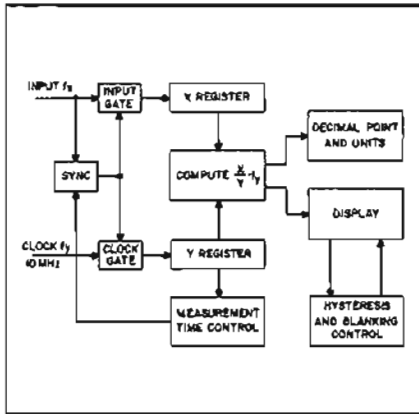 INPUT fx
INPUT
GATE
X REGISTER
DECIMAL POINT
AND UNITS
SYNC
COMPUTE X/Y · fy
DISPLAY
CLOCK fy
10 MHz
CLOCK
GATE
Y REGISTER
MEASUREMENT
TIME CONTROL
HYSTERESIS
AND BLANKING
CONTROL